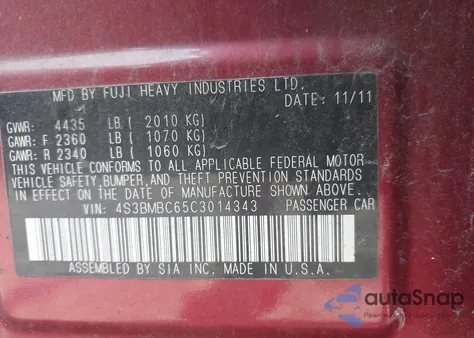 MFD BY FUJI HEAVY INDUSTRIES LTD.
DATE: 11/11
GVWR: 4435 LB ( 2010 KG)
GAWR: F 2360 LB ( 1070 KG)
GAWR: R 2340 LB ( 1060 KG)
THIS VEHICLE CONFORMS TO ALL APPLICABLE FEDERAL MOTOR
VEHICLE SAFETY, BUMPER, AND THEFT PREVENTION STANDARDS
IN EFFECT ON THE DATE OF MANUFACTURE SHOWN ABOVE.
VIN: 4S3BMBC65C3014343 PASSENGER CAR
ASSEMBLED BY SIA INC. MADE IN U.S.A.
autoSnap